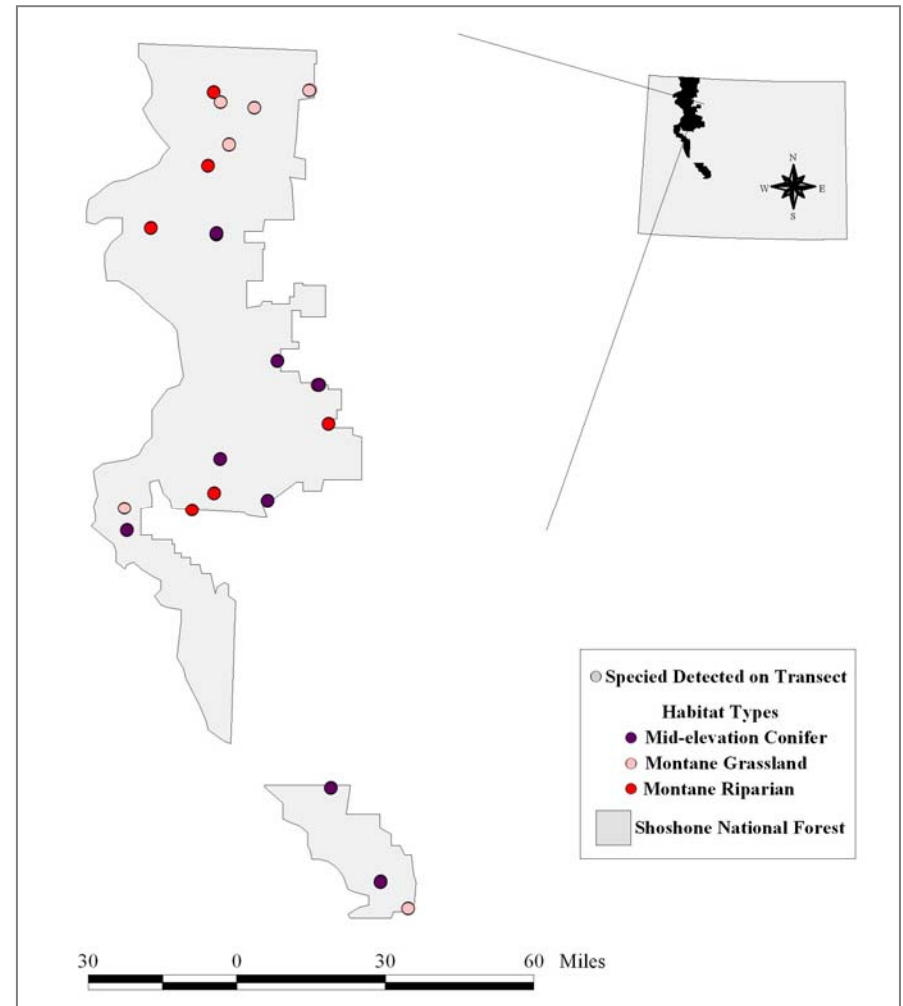 N
W E
S
Specied Detected on Transect
Habitat Types
Mid-elevation Conifer
Montane Grassland
Montane Riparian
Shoshone National Forest
30 0 30 60 Miles